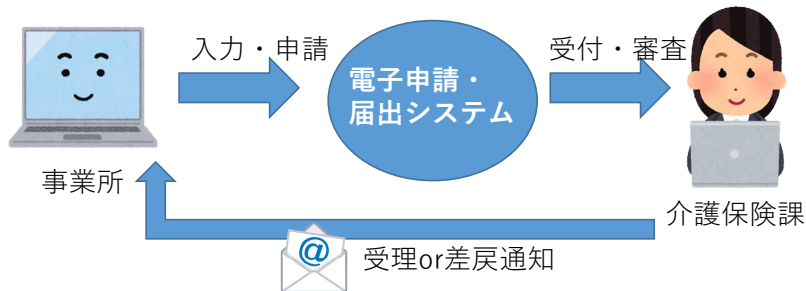 入力・申請
受付・審査
電子申請・
届出システム
事業所
介護保険課
@
受理or差戻通知